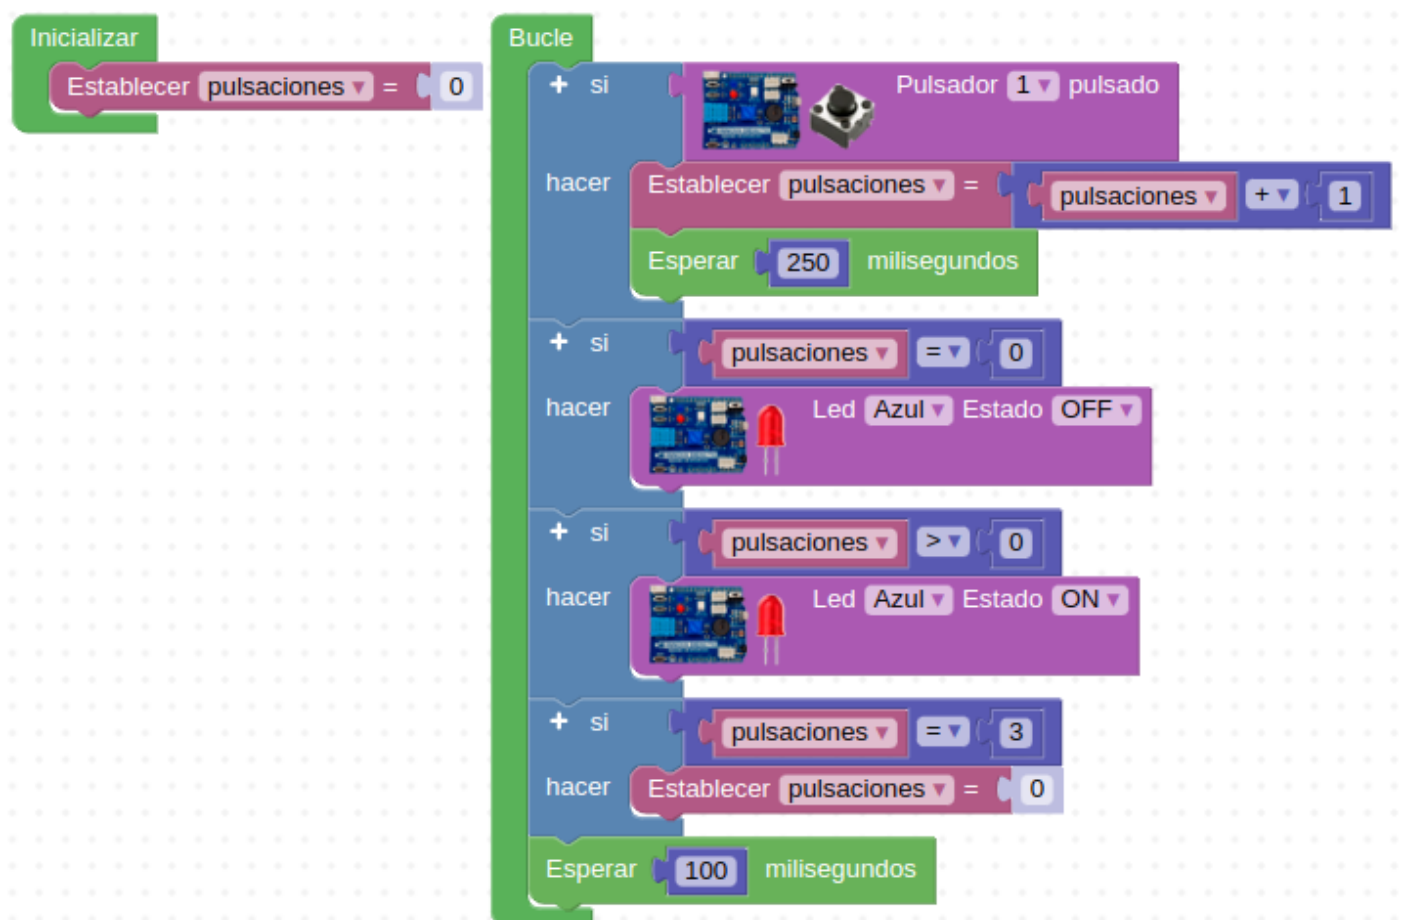 Inicializar
Establecer pulsaciones ▾ = 0
Bucle
+ si Pulsador 1 ▾ pulsado
hacer Establecer pulsaciones ▾ = pulsaciones ▾ + ▾ 1
Esperar 250 milisegundos
+ si pulsaciones ▾ = ▾ 0
hacer Led Azul ▾ Estado OFF ▾
+ si pulsaciones ▾ > ▾ 0
hacer Led Azul ▾ Estado ON ▾
+ si pulsaciones ▾ = ▾ 3
hacer Establecer pulsaciones ▾ = 0
Esperar 100 milisegundos